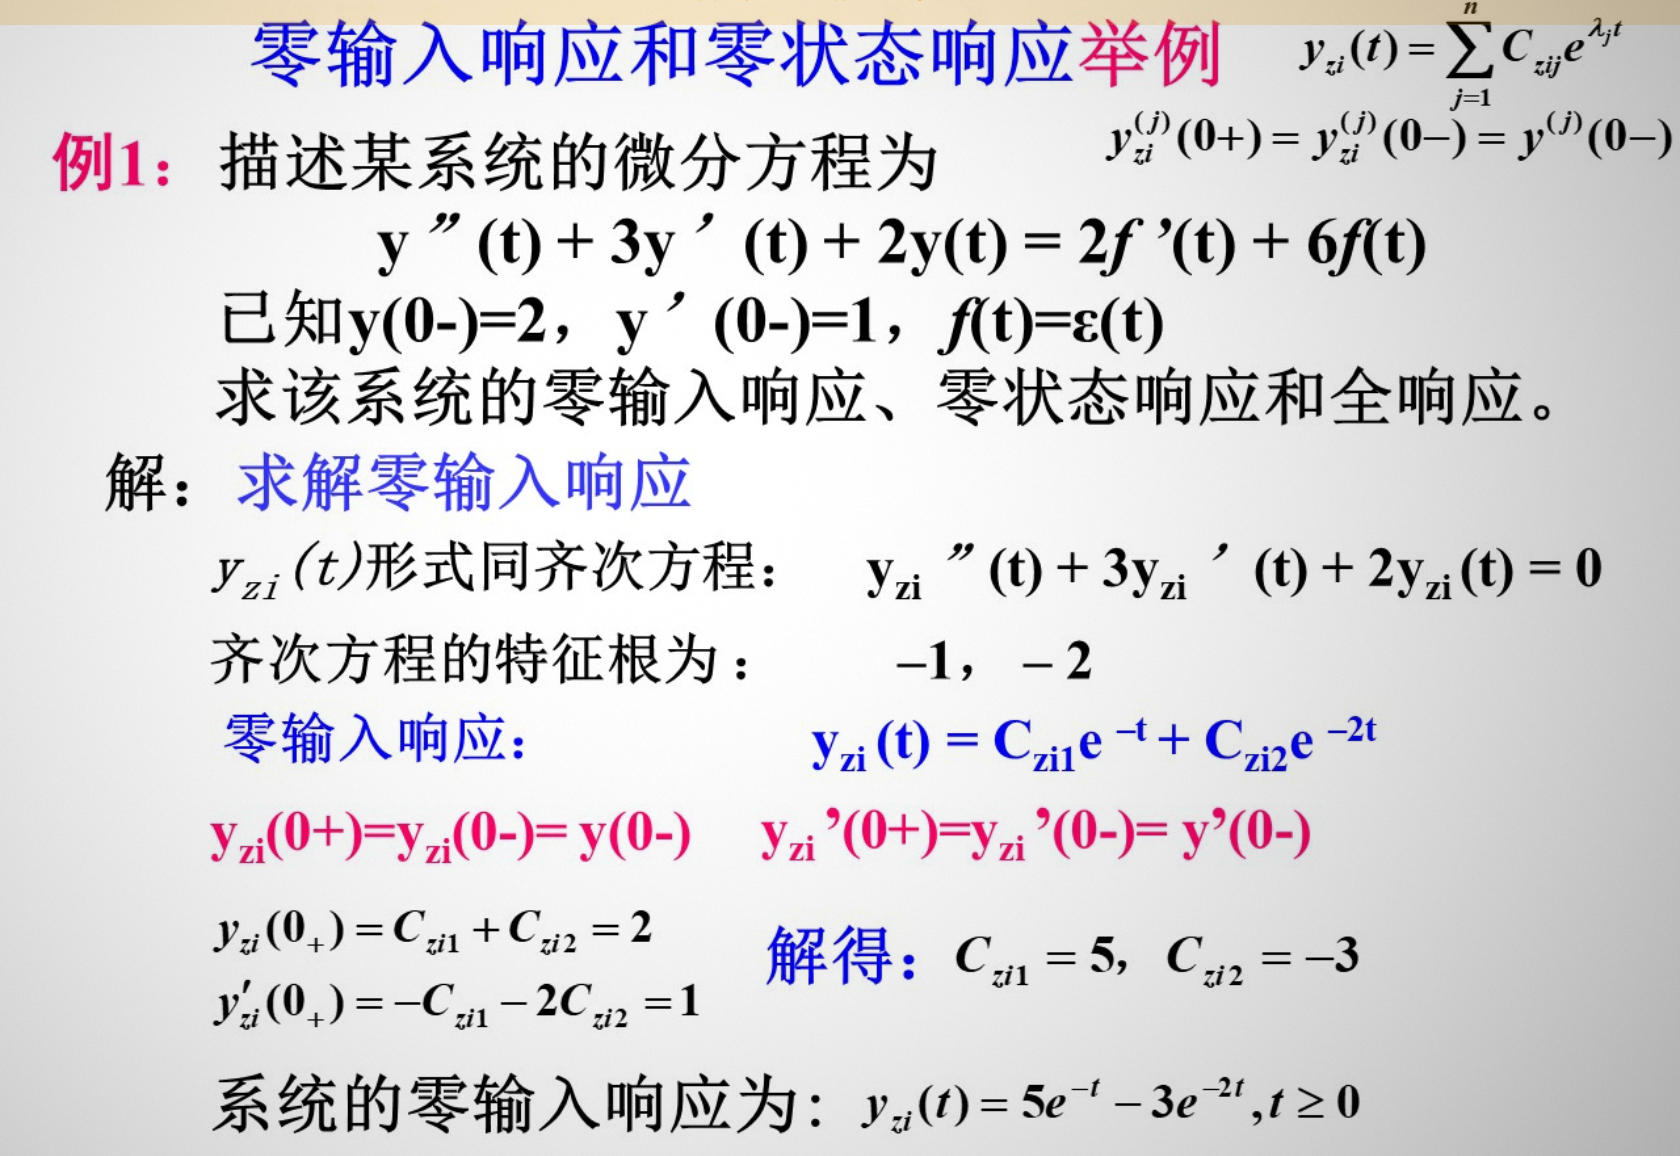 零输入响应和零状态响应举例
y_{zi}(t) = \sum_{j=1}^{n} C_{zij}e^{λ_j t}
y_{zi}^{(j)}(0+) = y_{zi}^{(j)}(0–) = y^{(j)}(0–)
例1：描述某系统的微分方程为
y ”(t) + 3y ’ (t) + 2y(t) = 2f ’(t) + 6f(t)
已知y(0-)=2， y ’ (0-)=1，f(t)=ε(t)
求该系统的零输入响应、零状态响应和全响应。
解：求解零输入响应
y_{zi}(t)形式同齐次方程： y_{zi} ”(t) + 3y_{zi} ’ (t) + 2y_{zi}(t) = 0
齐次方程的特征根为： –1， – 2
零输入响应： y_{zi} (t) = C_{zi1}e^{–t} + C_{zi2}e^{–2t}
y_{zi}(0+)=y_{zi}(0-)= y(0-) y_{zi}’(0+)=y_{zi}’(0-)= y’(0-)
y_{zi}(0_+) = C_{zi1} + C_{zi2} = 2
y′_{zi}(0_+) = –C_{zi1} – 2C_{zi2} = 1
解得：C_{zi1} = 5, C_{zi2} = –3
系统的零输入响应为: y_{zi}(t) = 5e^{–t} – 3e^{–2t}, t ≥ 0